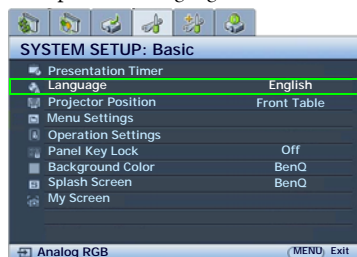 SYSTEM SETUP: Basic
Presentation Timer
Language English
Projector Position Front Table
Menu Settings
Operation Settings
Panel Key Lock Off
Background Color BenQ
Splash Screen BenQ
My Screen
Analog RGB MENU Exit